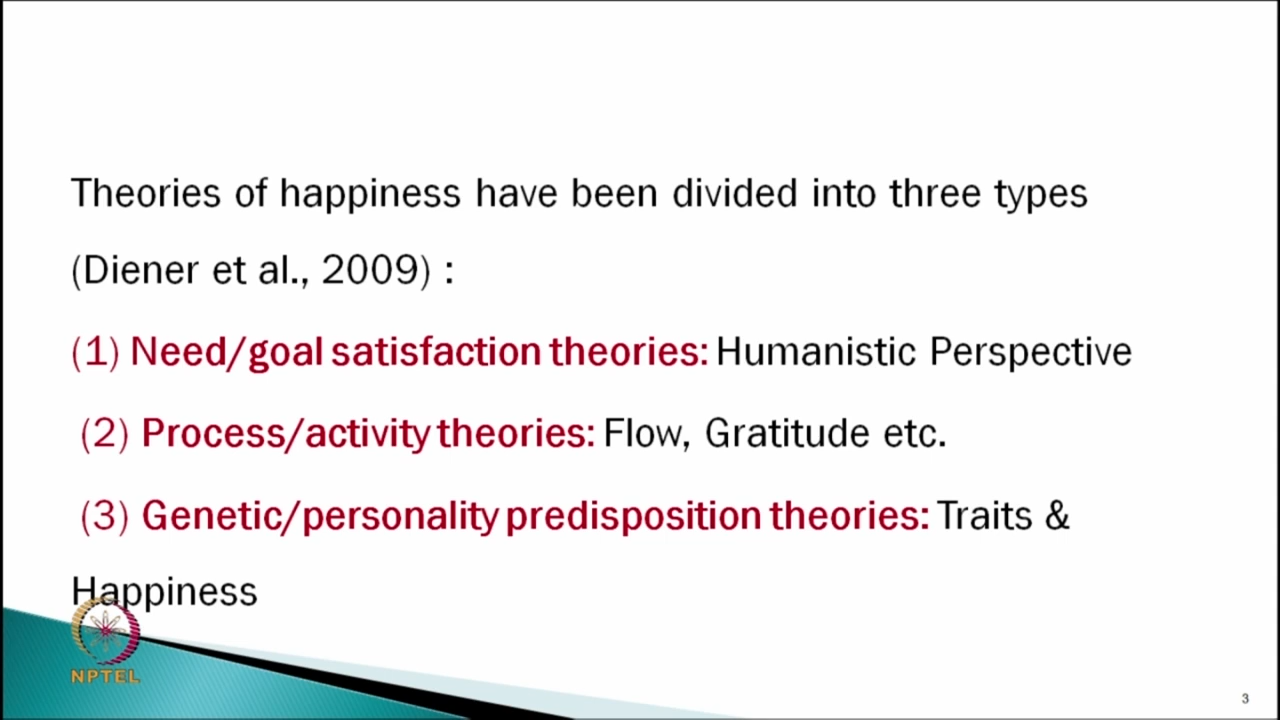 Theories of happiness have been divided into three types
(Diener et al., 2009) :
(1) Need/goal satisfaction theories: Humanistic Perspective
(2) Process/activity theories: Flow, Gratitude etc.
(3) Genetic/personality predisposition theories: Traits &
Happiness
NPTEL
3